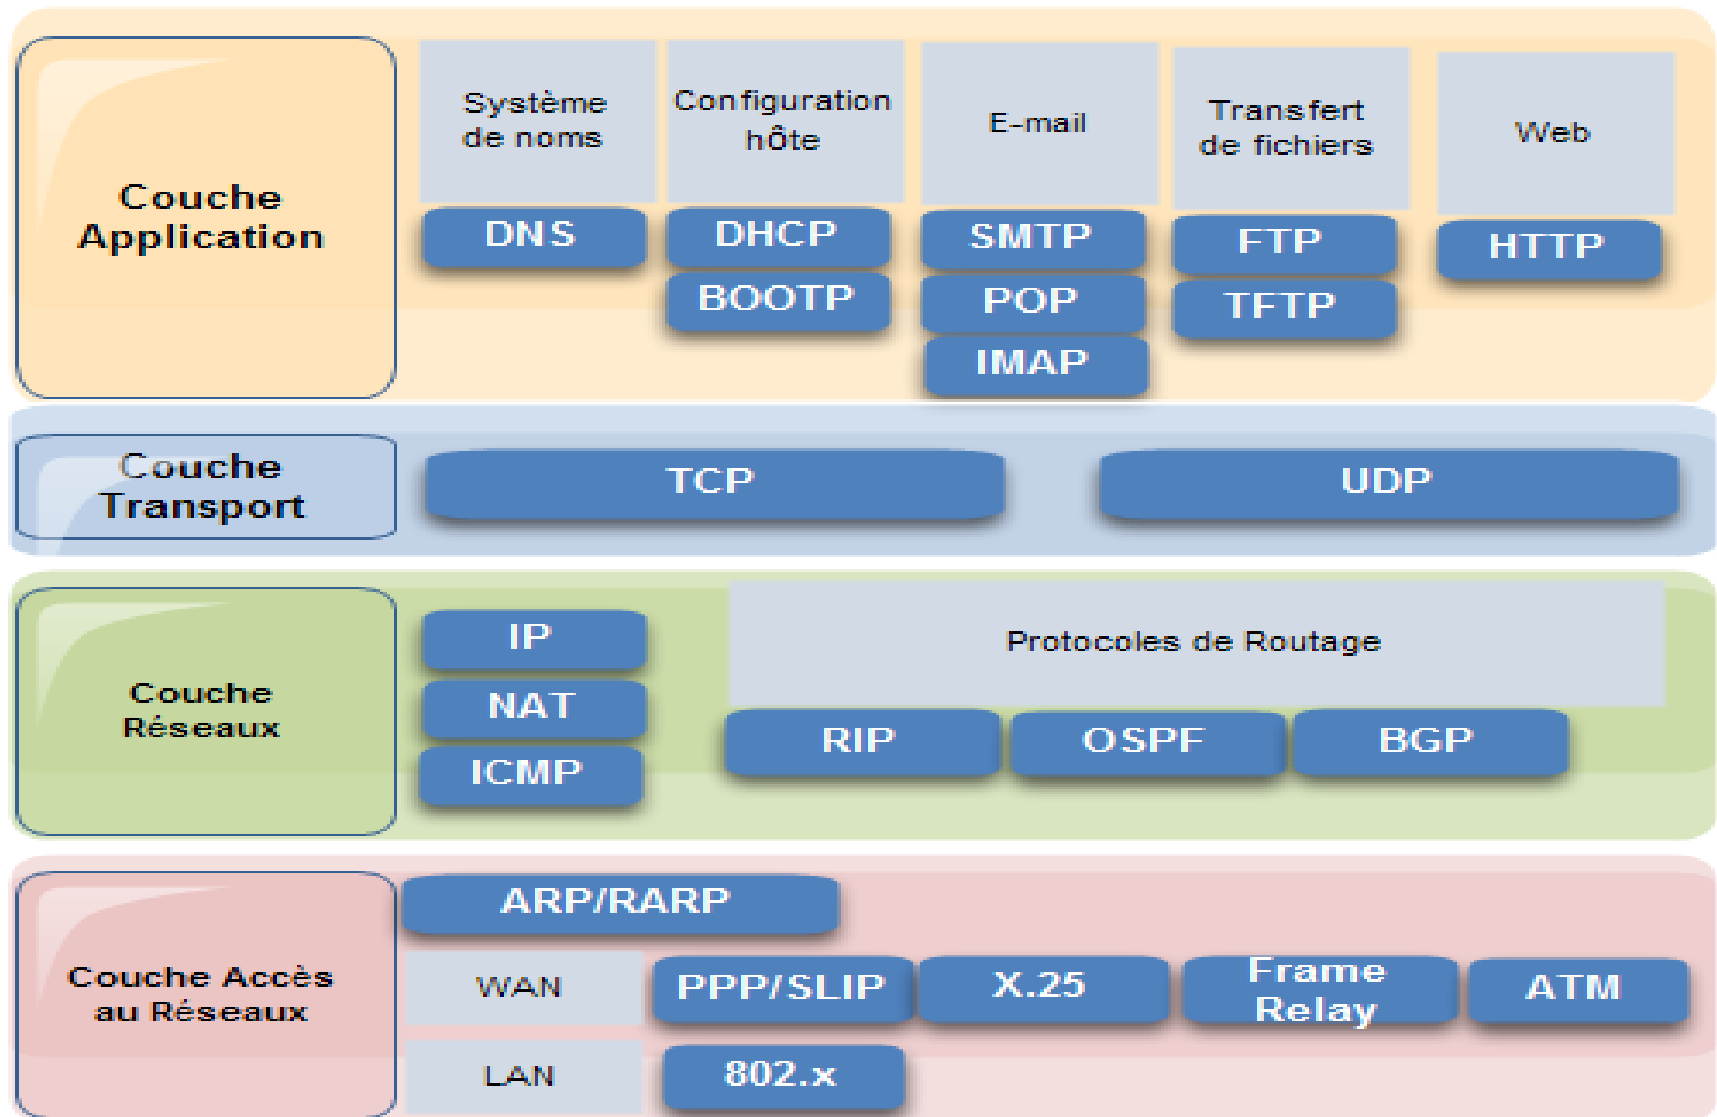 Couche
Application
Système
de noms
DNS
Configuration
hôte
DHCP
BOOTP
E-mail
SMTP
POP
IMAP
Transfert
de fichiers
FTP
TFTP
Web
HTTP
Couche
Transport
TCP
UDP
Couche
Réseaux
IP
NAT
ICMP
Protocoles de Routage
RIP
OSPF
BGP
Couche Accès
au Réseaux
ARP/RARP
WAN
PPP/SLIP
X.25
Frame
Relay
ATM
LAN
802.x